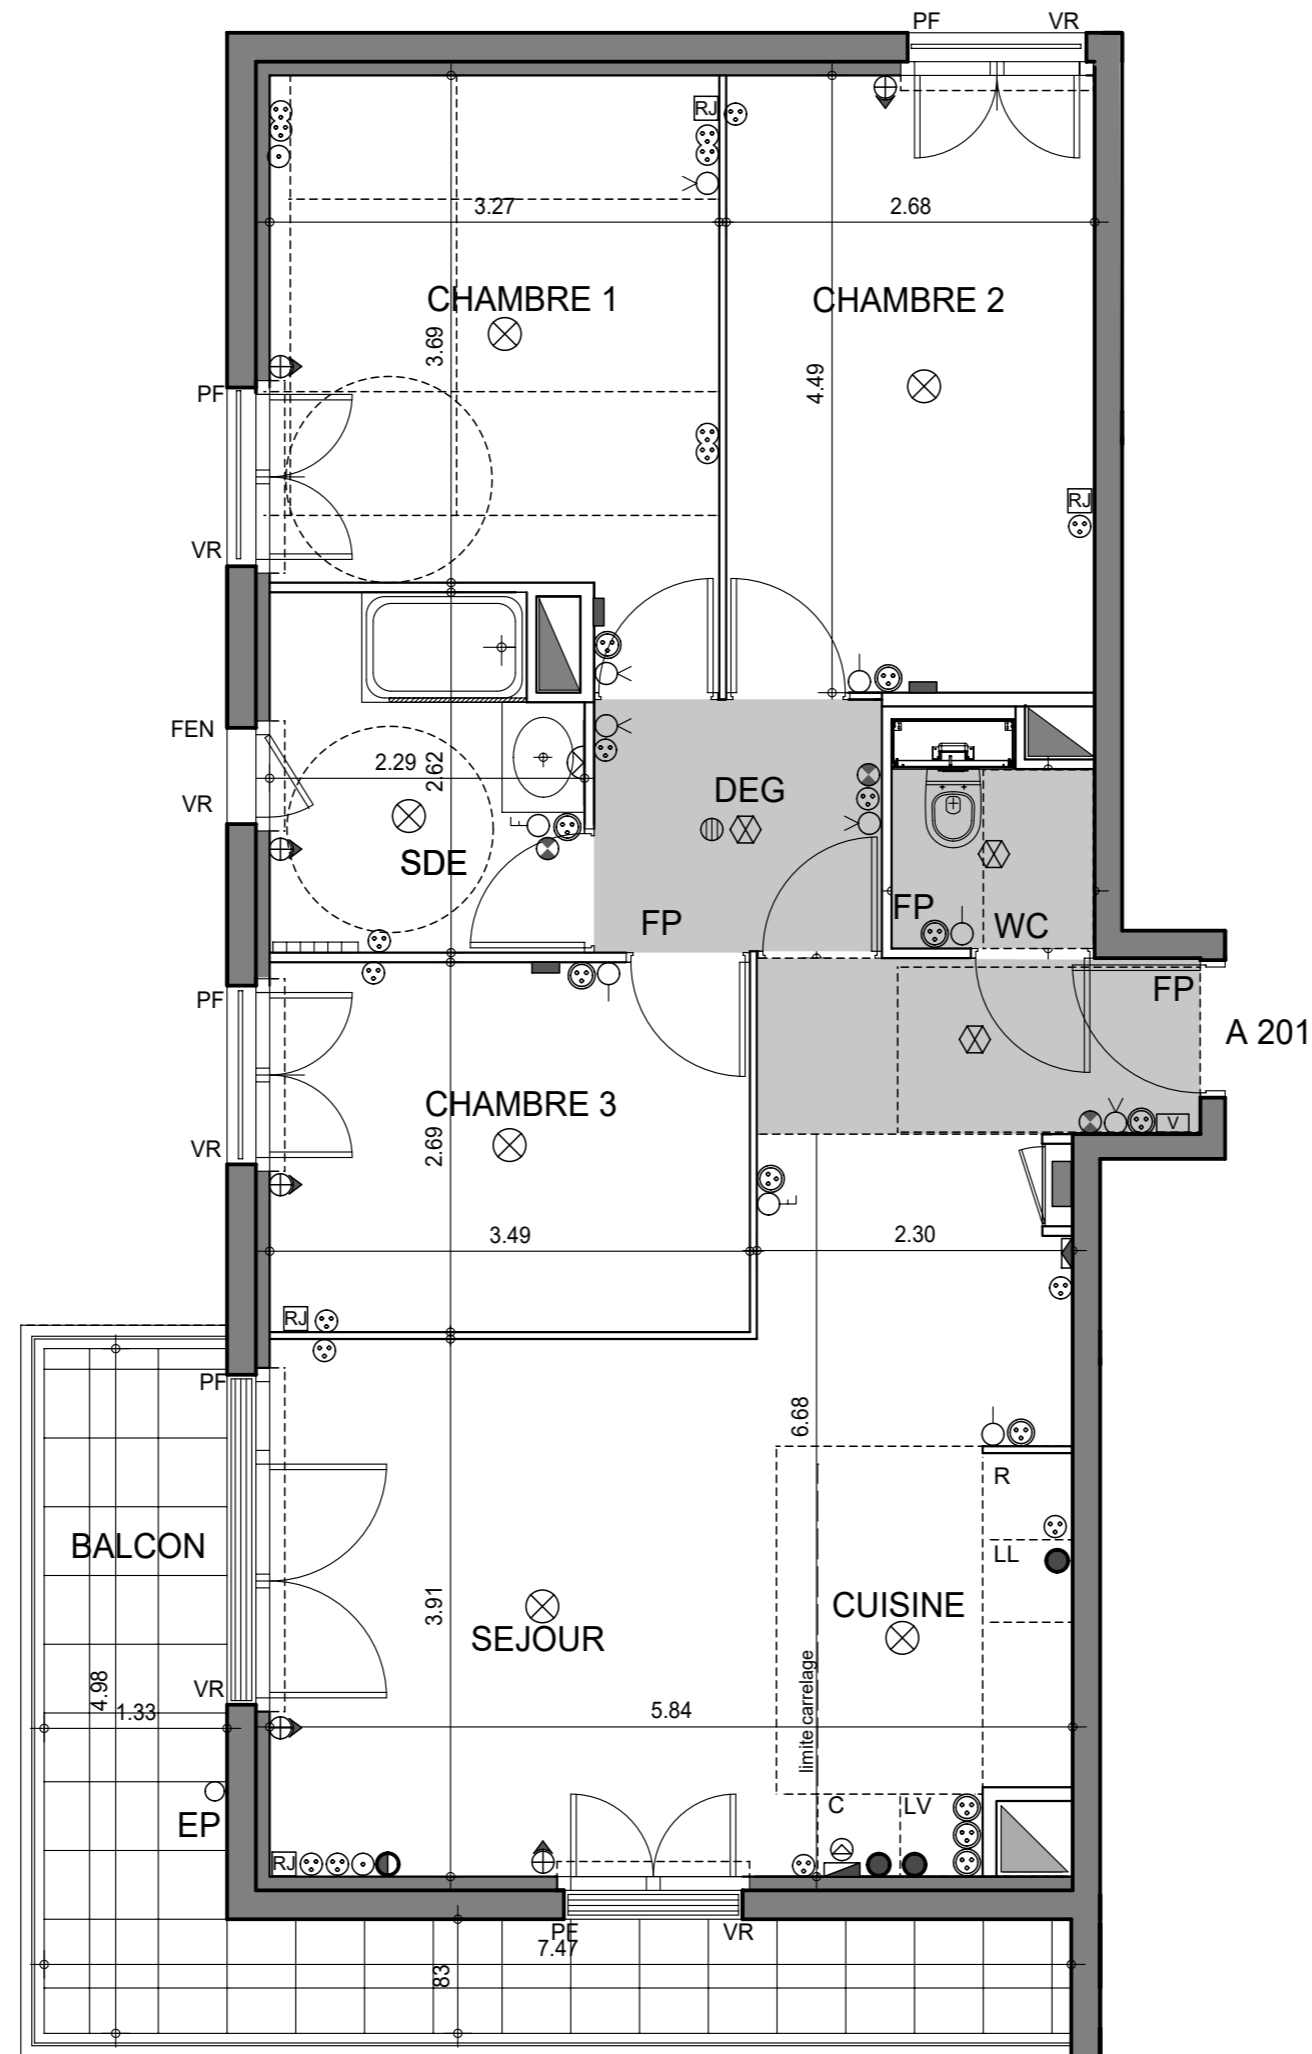 PF VR
RJ
3.27 2.68
CHAMBRE 1 CHAMBRE 2
3.69
4.49
PF
RJ
VR
FEN
2.29
2.62
DEG
VR
SDE
FP
FP
WC
PF
FP
A 201
CHAMBRE 3
V
VR
2.69
3.49
2.30
RJ
PF
6.68
R
BALCON
LL
CUISINE
3.91
SEJOUR
VR
4.98
1.33
5.84
limite carrelage
EP
C LV
RJ
PF VR
7.47
83